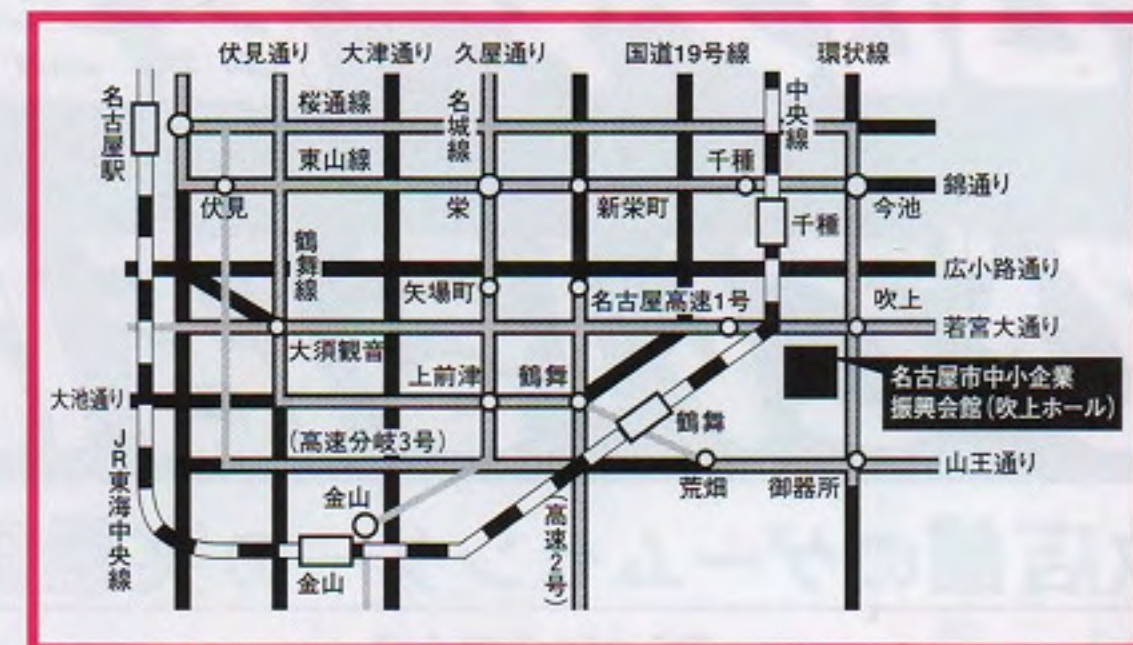 伏見通り
大津通り
久屋通り
国道19号線
環状線
名古屋駅
桜通線
名城線
中央線
東山線
千種
錦通り
伏見
栄
新栄町
千種
今池
鶴舞線
広小路通り
矢場町
名古屋高速1号
吹上
若宮大通り
大須観音
上前津
鶴舞
名古屋市中小企業
振興会館(吹上ホール)
大池通り
鶴舞
JR東海中央線
(高速分岐3号)
山王通り
荒畑
御器所
金山
(高速2号)
金山